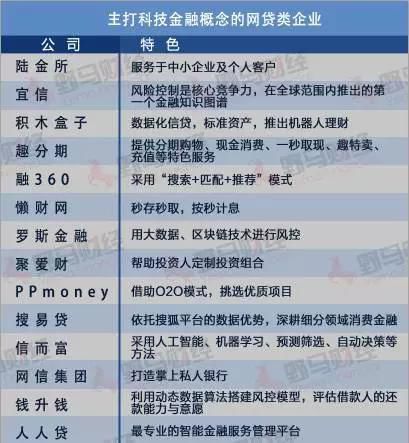 主打科技金融概念的网贷类企业
公司 特色
陆金所 服务于中小企业及个人客户
宜信 风险控制是核心竞争力，在全球范围内推出的第
一个金融知识图谱
积木盒子 数据化信贷，标准资产，推出机器人理财
趣分期 提供分期购物、现金消费、一秒取现、趣特卖、
充值等特色服务
融360 采用“搜索+匹配+推荐”模式
懒财网 秒存秒取，按秒计息
罗斯金融 用大数据、区块链技术进行风控
聚爱财 帮助投资人定制投资组合
PPmoney 借助O2O模式，挑选优质项目
搜易贷 依托搜狐平台的数据优势，深耕细分领域消费金融
信而富 采用人工智能、机器学习、预测筛选、自动决策等
方法
网信集团 打造掌上私人银行
钱升钱 利用动态数据算法搭建风控模型，评估借款人的还
款能力与意愿
人人贷 最专业的智能金融服务管理平台